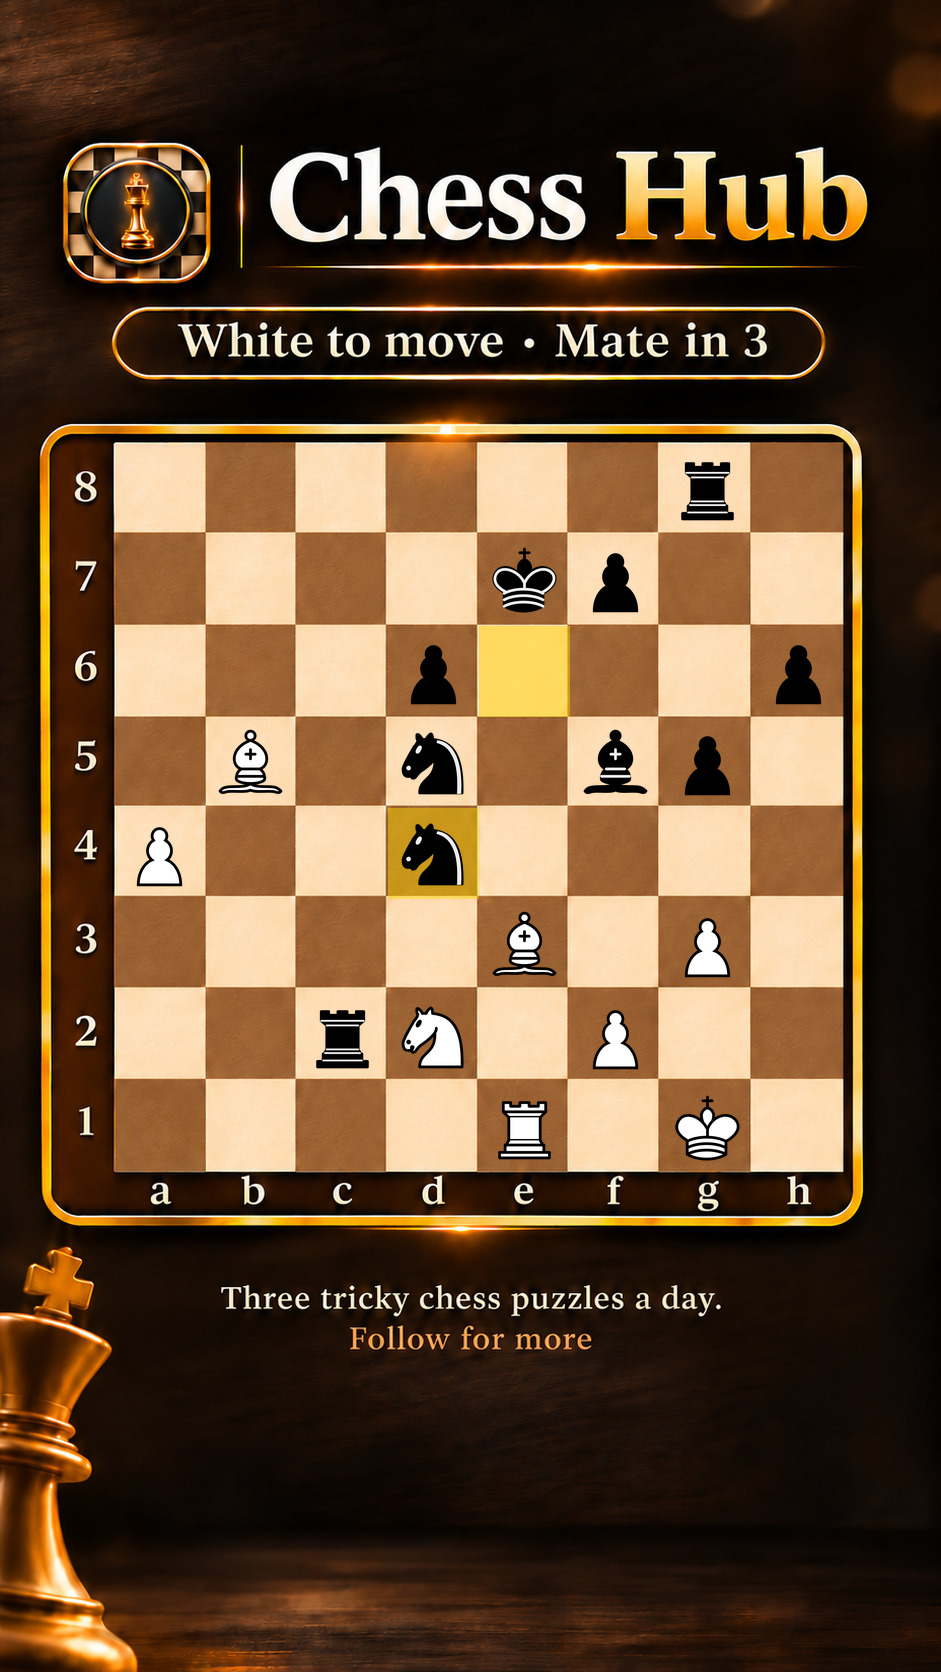 Chess Hub
White to move • Mate in 3
8
7
6
5
4
3
2
1
a b c d e f g h
Three tricky chess puzzles a day.
Follow for more